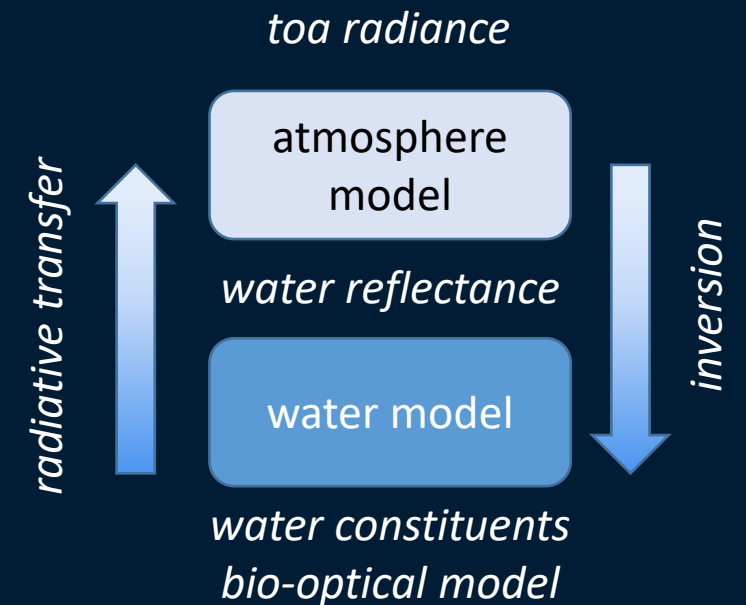 toa radiance
atmosphere
model
radiative transfer
water reflectance
inversion
water model
water constituents
bio-optical model